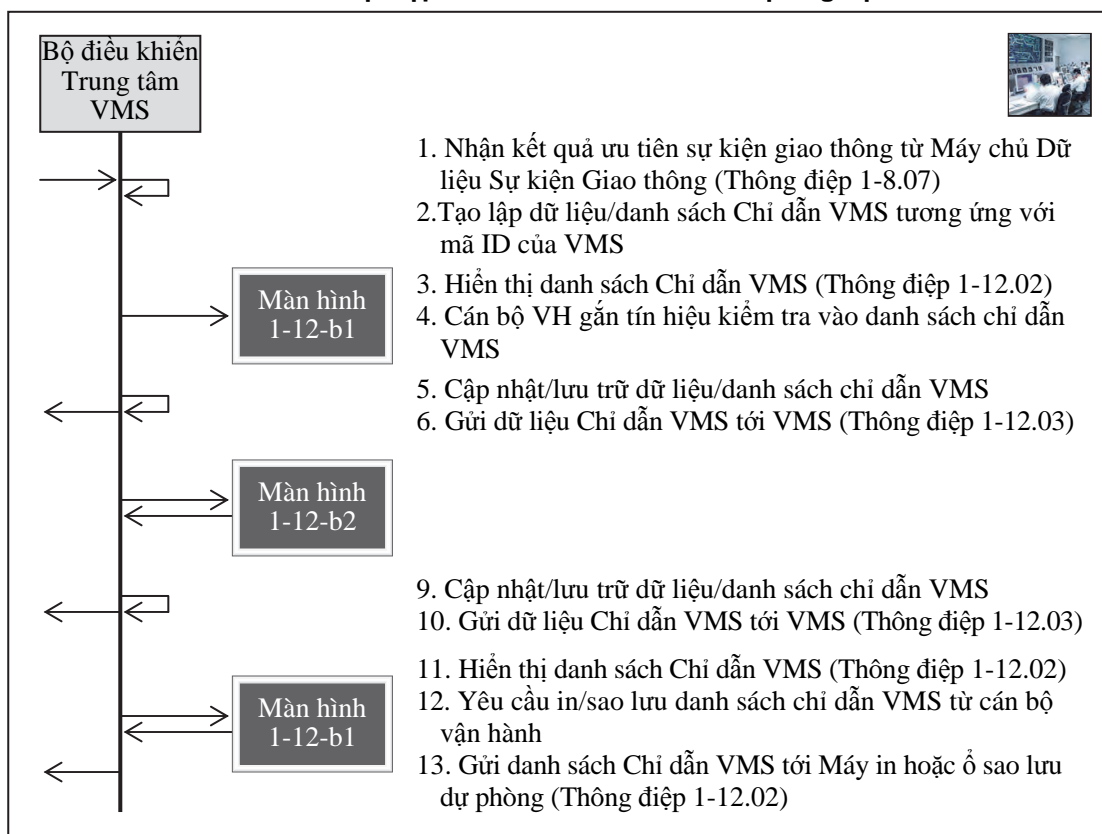 Bộ điều khiển
Trung tâm
VMS
1. Nhận kết quả ưu tiên sự kiện giao thông từ Máy chủ Dữ
liệu Sự kiện Giao thông (Thông điệp 1-8.07)
2.Tạo lập dữ liệu/danh sách Chỉ dẫn VMS tương ứng với
mã ID của VMS
Màn hình
1-12-b1
3. Hiển thị danh sách Chỉ dẫn VMS (Thông điệp 1-12.02)
4. Cán bộ VH gắn tín hiệu kiểm tra vào danh sách chỉ dẫn
VMS
5. Cập nhật/lưu trữ dữ liệu/danh sách chỉ dẫn VMS
6. Gửi dữ liệu Chỉ dẫn VMS tới VMS (Thông điệp 1-12.03)
Màn hình
1-12-b2
9. Cập nhật/lưu trữ dữ liệu/danh sách chỉ dẫn VMS
10. Gửi dữ liệu Chỉ dẫn VMS tới VMS (Thông điệp 1-12.03)
Màn hình
1-12-b1
11. Hiển thị danh sách Chỉ dẫn VMS (Thông điệp 1-12.02)
12. Yêu cầu in/sao lưu danh sách chỉ dẫn VMS từ cán bộ
vận hành
13. Gửi danh sách Chỉ dẫn VMS tới Máy in hoặc ổ sao lưu
dự phòng (Thông điệp 1-12.02)